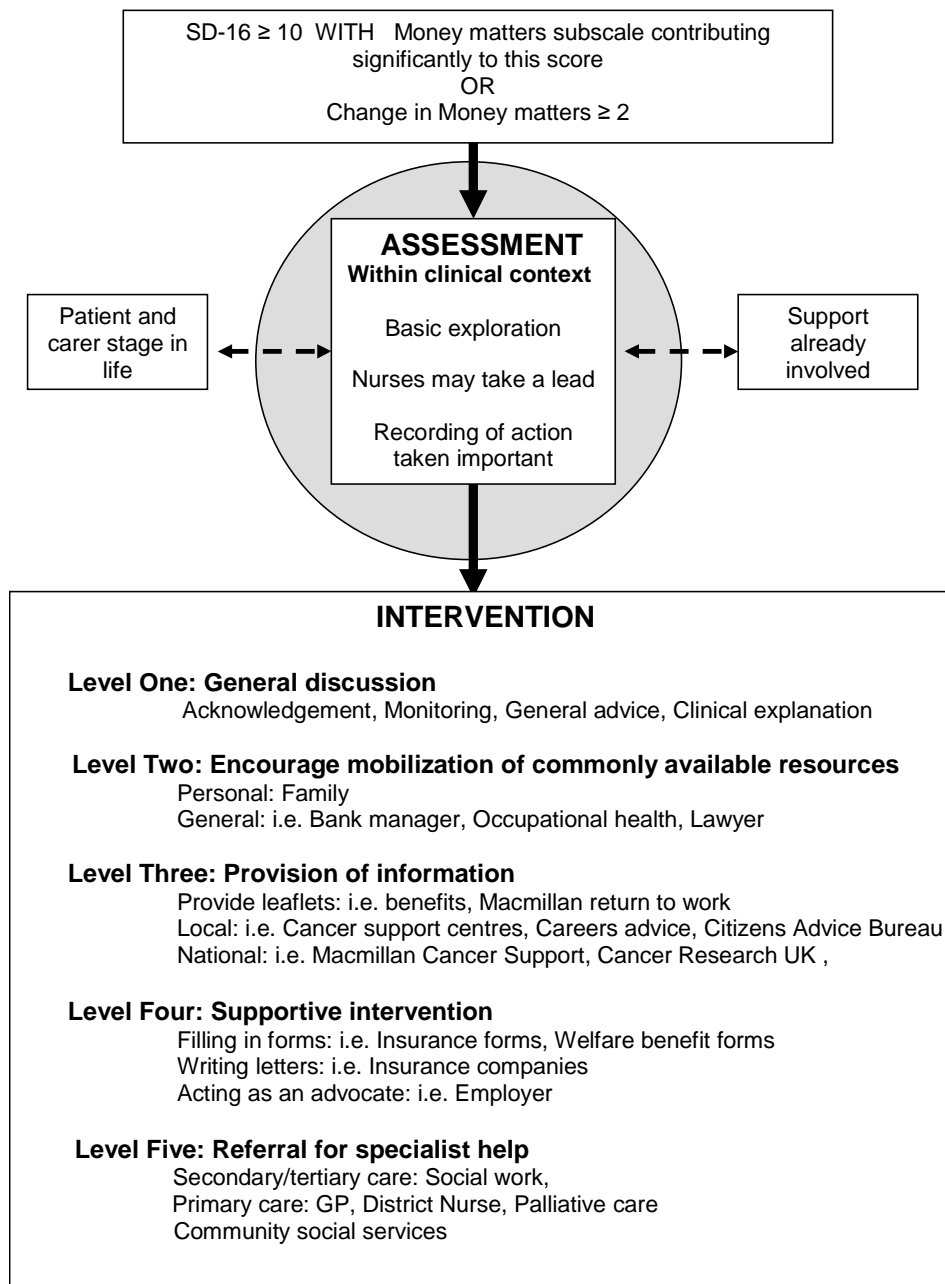 SD-16 ≥ 10 WITH Money matters subscale contributing
significantly to this score
OR
Change in Money matters ≥ 2
ASSESSMENT
Within clinical context
Basic exploration
Nurses may take a lead
Recording of action
taken important
Patient and
carer stage in
life
Support
already
involved
INTERVENTION
Level One: General discussion
Acknowledgement, Monitoring, General advice, Clinical explanation
Level Two: Encourage mobilization of commonly available resources
Personal: Family
General: i.e. Bank manager, Occupational health, Lawyer
Level Three: Provision of information
Provide leaflets: i.e. benefits, Macmillan return to work
Local: i.e. Cancer support centres, Careers advice, Citizens Advice Bureau
National: i.e. Macmillan Cancer Support, Cancer Research UK ,
Level Four: Supportive intervention
Filling in forms: i.e. Insurance forms, Welfare benefit forms
Writing letters: i.e. Insurance companies
Acting as an advocate: i.e. Employer
Level Five: Referral for specialist help
Secondary/tertiary care: Social work,
Primary care: GP, District Nurse, Palliative care
Community social services